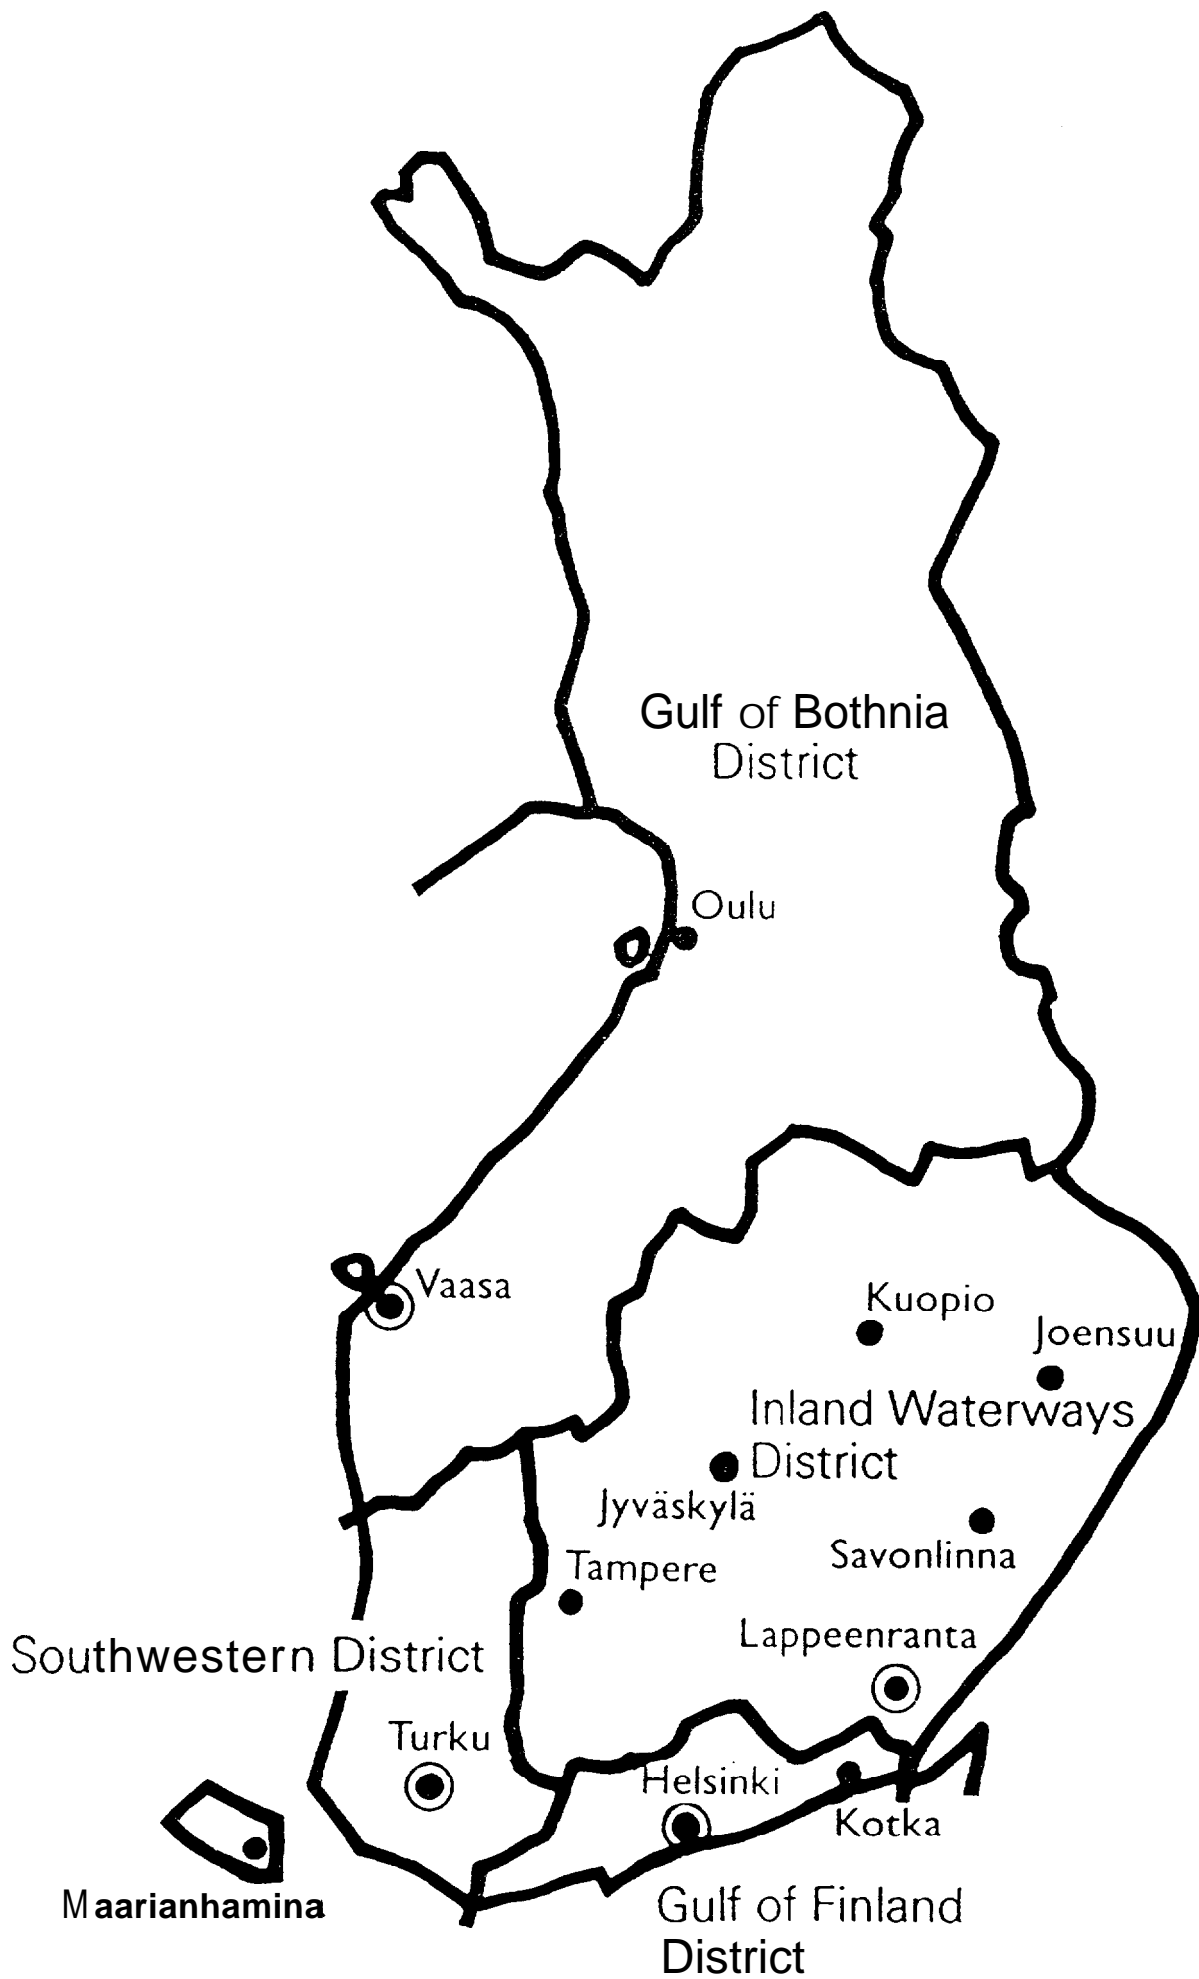 Gulf of Bothnia
District
Oulu
Vaasa
Kuopio
Joensuu
Inland Waterways
District
Jyväskylä
Savonlinna
Tampere
Lappeenranta
Southwestern District
Turku
Helsinki
Kotka
Maarianhamina
Gulf of Finland
District